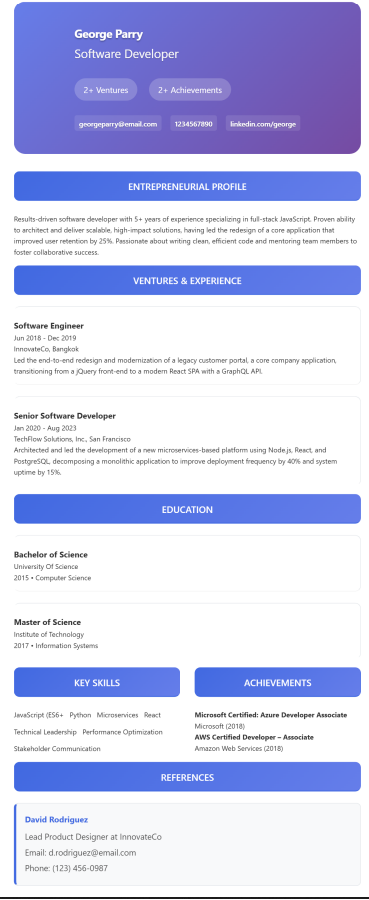 George Parry
Software Developer
2+ Ventures 2+ Achievements
georgeparry@email.com 1234567890 linkedin.com/george
ENTREPRENEURIAL PROFILE
Results-driven software developer with 5+ years of experience specializing in full-stack JavaScript. Proven ability
to architect and deliver scalable, high-impact solutions, having led the redesign of a core application that
improved user retention by 25%. Passionate about writing clean, efficient code and mentoring team members to
foster collaborative success.
VENTURES & EXPERIENCE
Software Engineer
Jun 2018 - Dec 2019
InnovateCo, Bangkok
Led the end-to-end redesign and modernization of a legacy customer portal, a core company application,
transitioning from a jQuery front-end to a modern React SPA with a GraphQL API.
Senior Software Developer
Jan 2020 - Aug 2023
TechFlow Solutions, Inc., San Francisco
Architected and led the development of a new microservices-based platform using Node.js, React, and
PostgreSQL, decomposing a monolithic application to improve deployment frequency by 40% and system
uptime by 15%.
EDUCATION
Bachelor of Science
University Of Science
2015 • Computer Science
Master of Science
Institute of Technology
2017 • Information Systems
KEY SKILLS
JavaScript (ES6+ Python Microservices React
Technical Leadership Performance Optimization
Stakeholder Communication
ACHIEVEMENTS
Microsoft Certified: Azure Developer Associate
Microsoft (2018)
AWS Certified Developer – Associate
Amazon Web Services (2018)
REFERENCES
David Rodriguez
Lead Product Designer at InnovateCo
Email: d.rodriguez@email.com
Phone: (123) 456-0987